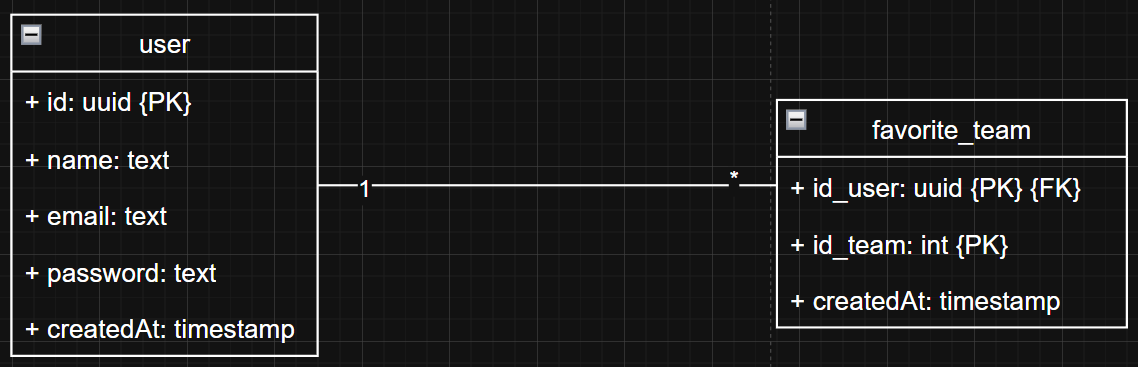 user
+ id: uuid {PK}
+ name: text
+ email: text
+ password: text
+ createdAt: timestamp
1
*
favorite_team
+ id_user: uuid {PK} {FK}
+ id_team: int {PK}
+ createdAt: timestamp